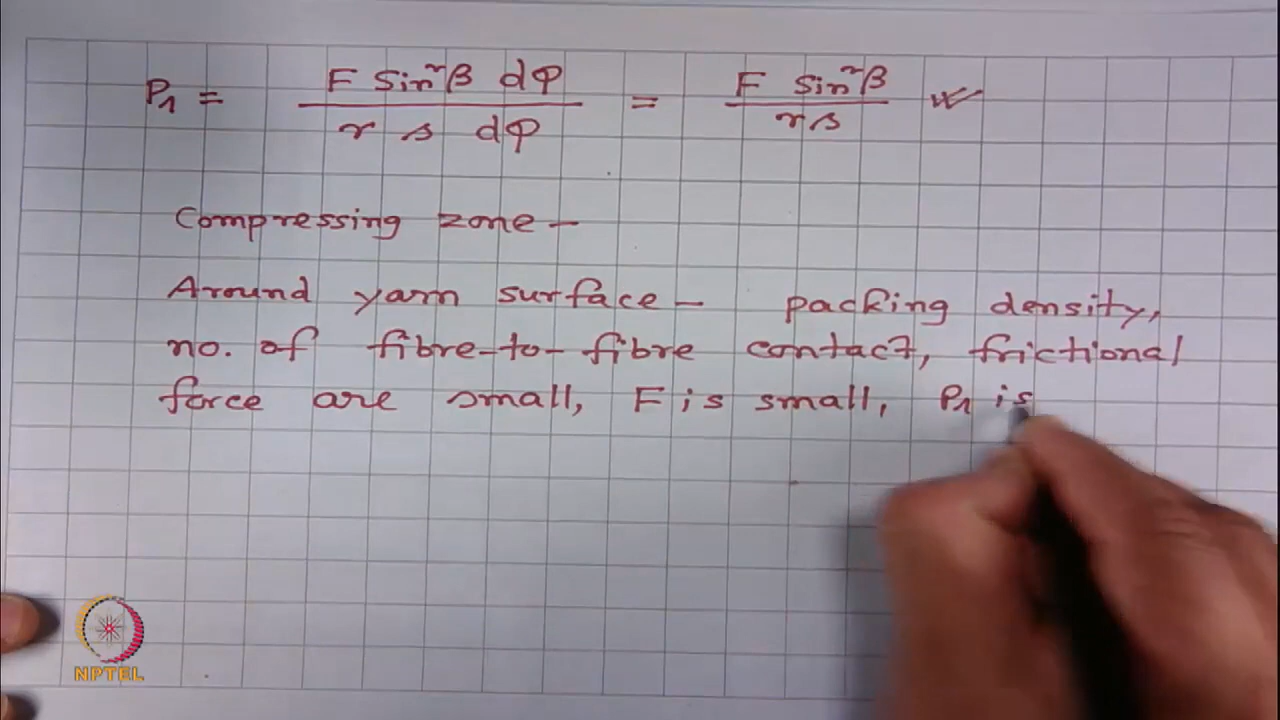 P₁ = F Sin²β dφ / r s dφ = F Sin²β / r s
Compressing zone –
Around yarn surface – packing density,
no. of fibre-to-fibre contact, frictional
force are small, F is small, P₁ is
NPTEL